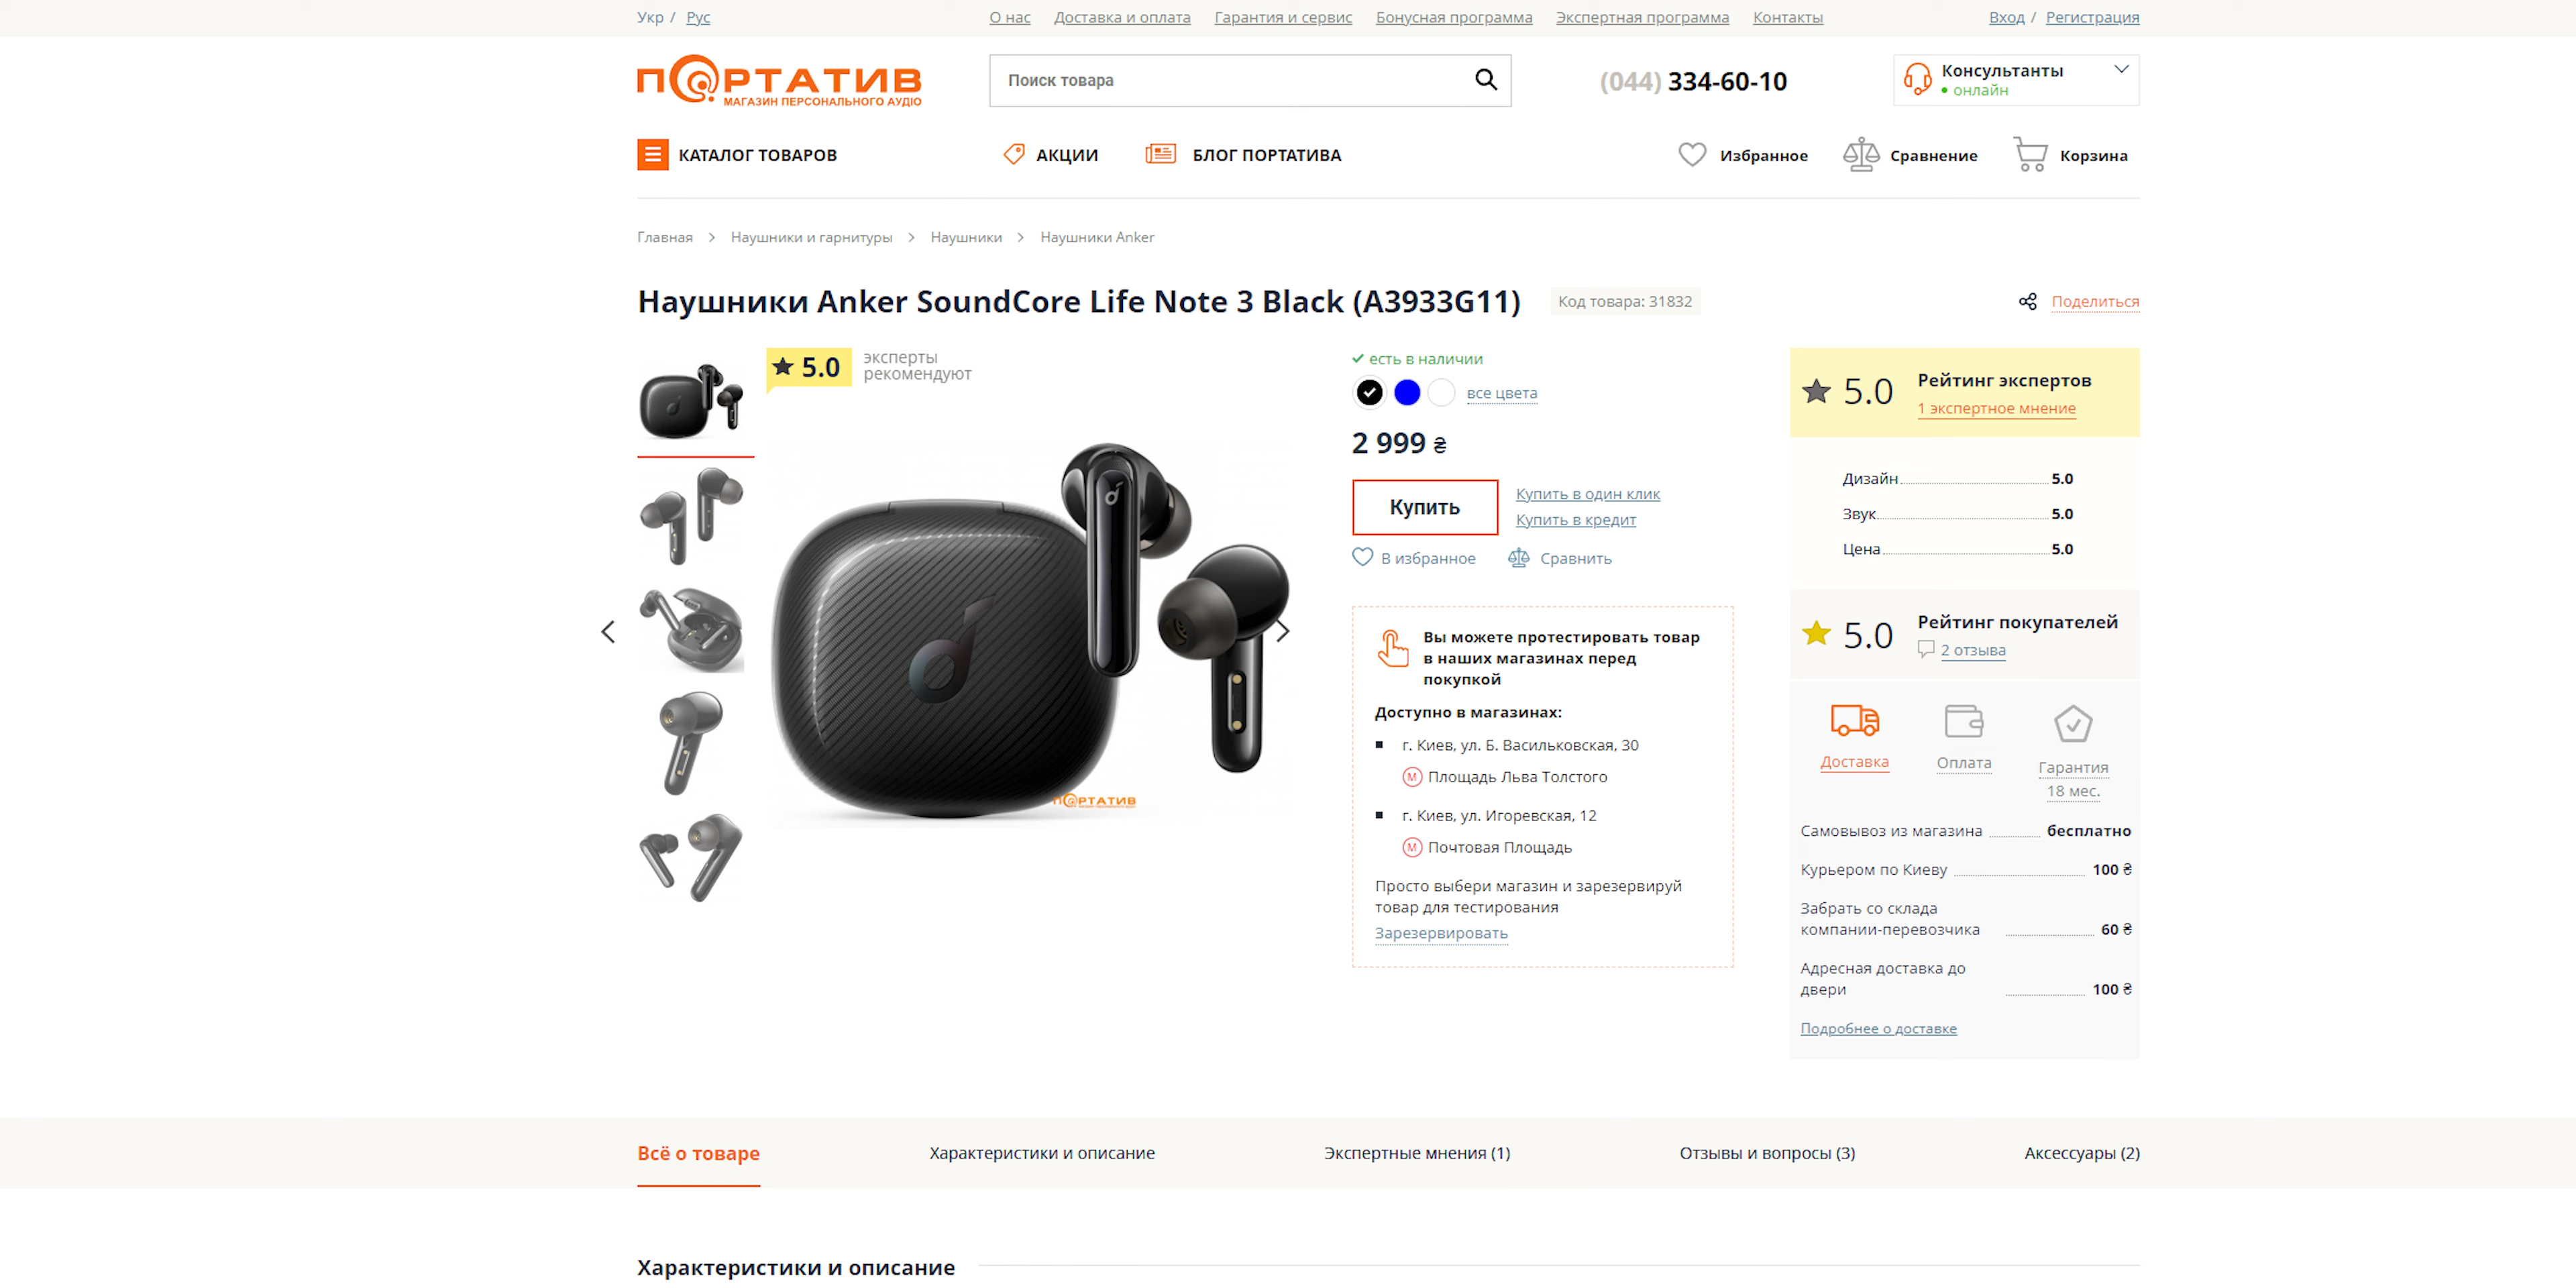 Укр / Рус
О нас Доставка и оплата Гарантия и сервис Бонусная программа Экспертная программа Контакты
Вход / Регистрация
ПОРТАТИВ
МАГАЗИН ПЕРСОНАЛЬНОГО АУДІО
Поиск товара
(044) 334-60-10
Консультанты
онлайн
КАТАЛОГ ТОВАРОВ
АКЦИИ
БЛОГ ПОРТАТИВА
Избранное
Сравнение
Корзина
Главная > Наушники и гарнитуры > Наушники > Наушники Anker
Наушники Anker SoundCore Life Note 3 Black (A3933G11)
Код товара: 31832
Поделиться
5.0
эксперты
рекомендуют
ПОРТАТИВ
есть в наличии
все цвета
2 999 ₴
Купить
Купить в один клик
Купить в кредит
В избранное
Сравнить
Вы можете протестировать товар
в наших магазинах перед
покупкой
Доступно в магазинах:
г. Киев, ул. Б. Васильковская, 30
М Площадь Льва Толстого
г. Киев, ул. Игоревская, 12
М Почтовая Площадь
Просто выбери магазин и зарезервируй
товар для тестирования
Зарезервировать
5.0
Рейтинг экспертов
1 экспертное мнение
Дизайн 5.0
Звук 5.0
Цена 5.0
5.0
Рейтинг покупателей
2 отзыва
Доставка
Оплата
Гарантия
18 мес.
Самовывоз из магазина бесплатно
Курьером по Киеву 100 ₴
Забрать со склада
компании-перевозчика 60 ₴
Адресная доставка до
двери 100 ₴
Подробнее о доставке
Всё о товаре
Характеристики и описание
Экспертные мнения (1)
Отзывы и вопросы (3)
Аксессуары (2)
Характеристики и описание